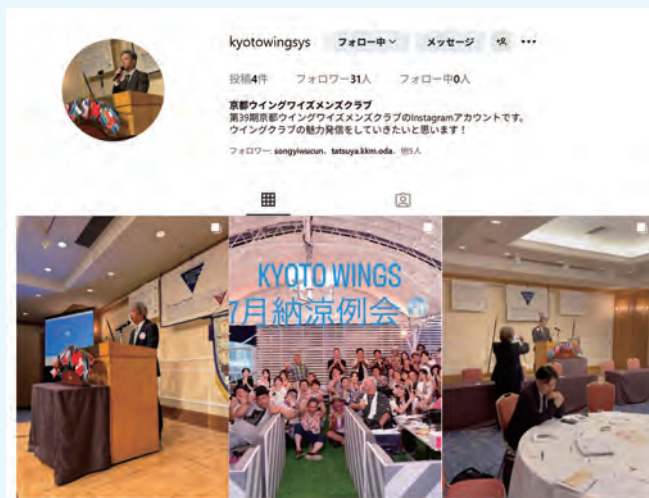 kyotowingsys フォロー中 メッセージ
投稿4件 フォロワー31人 フォロー中0人
京都ウイングワイズメンズクラブ
第39期京都ウイングワイズメンズクラブのInstagramアカウントです。
ウイングクラブの魅力発信をしていきたいと思います！
フォロワー: songyiwucun、tatsuya.kkm.oda、他5人
KYOTO WINGS
7月納涼例会